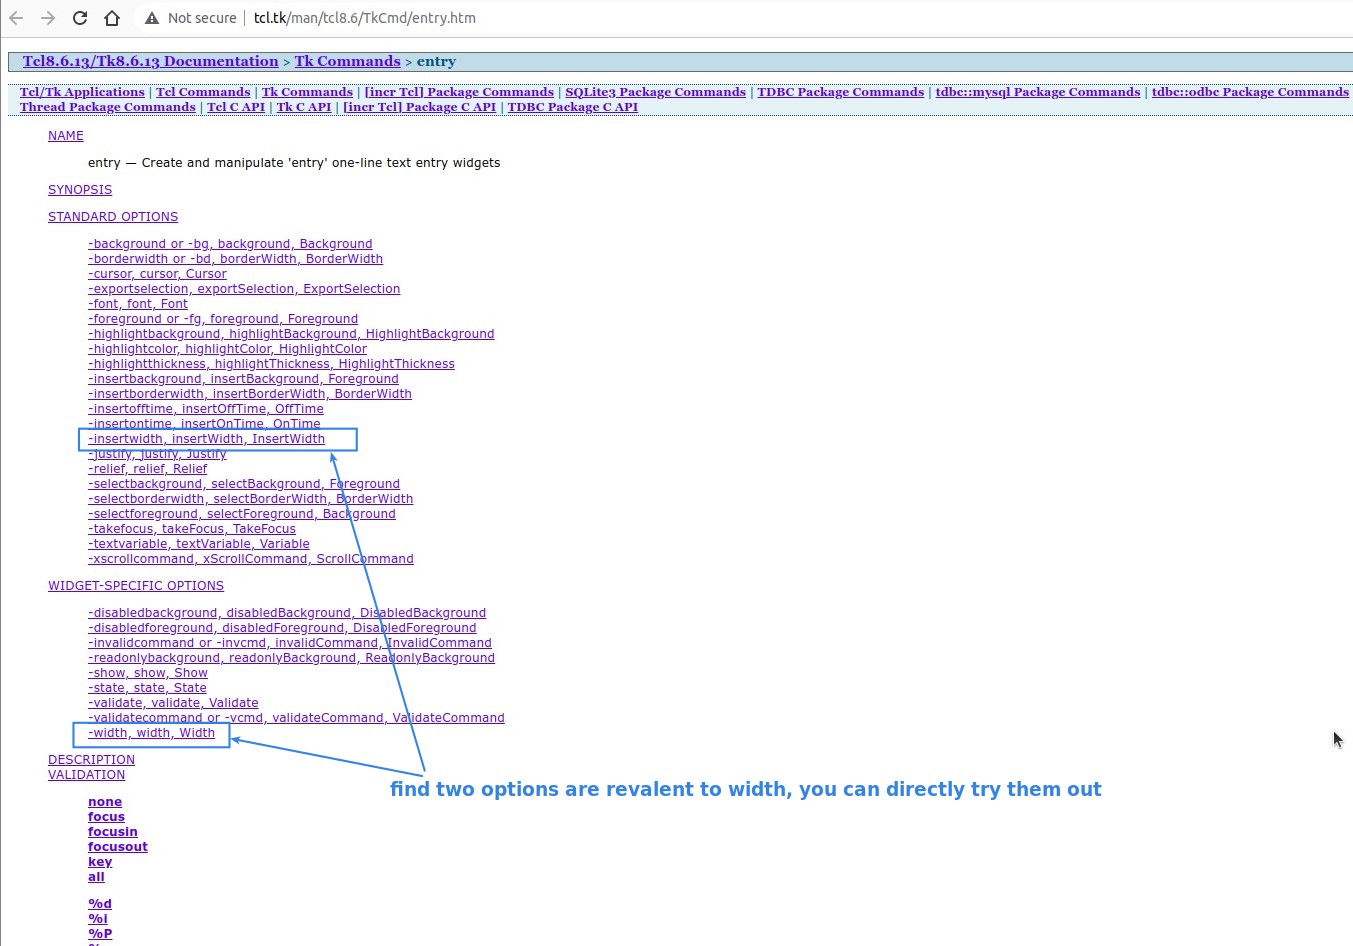 Not secure | tcl.tk/man/tcl8.6/TkCmd/entry.htm
Tcl8.6.13/Tk8.6.13 Documentation > Tk Commands > entry
Tcl/Tk Applications | Tcl Commands | Tk Commands | [incr Tcl] Package Commands | SQLite3 Package Commands | TDBC Package Commands | tdbc::mysql Package Commands | tdbc::odbc Package Commands
Thread Package Commands | Tcl C API | Tk C API | [incr Tcl] Package C API | TDBC Package C API
NAME
entry — Create and manipulate 'entry' one-line text entry widgets
SYNOPSIS
STANDARD OPTIONS
-background or -bg, background, Background
-borderwidth or -bd, borderWidth, BorderWidth
-cursor, cursor, Cursor
-exportselection, exportSelection, ExportSelection
-font, font, Font
-foreground or -fg, foreground, Foreground
-highlightbackground, highlightBackground, HighlightBackground
-highlightcolor, highlightColor, HighlightColor
-highlightthickness, highlightThickness, HighlightThickness
-insertbackground, insertBackground, Foreground
-insertborderwidth, insertBorderWidth, BorderWidth
-insertofftime, insertOffTime, OffTime
-insertontime, insertOnTime, OnTime
-insertwidth, insertWidth, InsertWidth
-justify, justify, Justify
-relief, relief, Relief
-selectbackground, selectBackground, Foreground
-selectborderwidth, selectBorderWidth, BorderWidth
-selectforeground, selectForeground, Background
-takefocus, takeFocus, TakeFocus
-textvariable, textVariable, Variable
-xscrollcommand, xScrollCommand, ScrollCommand
WIDGET-SPECIFIC OPTIONS
-disabledbackground, disabledBackground, DisabledBackground
-disabledforeground, disabledForeground, DisabledForeground
-invalidcommand or -invcmd, invalidCommand, InvalidCommand
-readonlybackground, readonlyBackground, ReadonlyBackground
-show, show, Show
-state, state, State
-validate, validate, Validate
-validatecommand or -vcmd, validateCommand, ValidateCommand
-width, width, Width
DESCRIPTION
VALIDATION
find two options are revalent to width, you can directly try them out
none
focus
focusin
focusout
key
all
%d
%i
%P